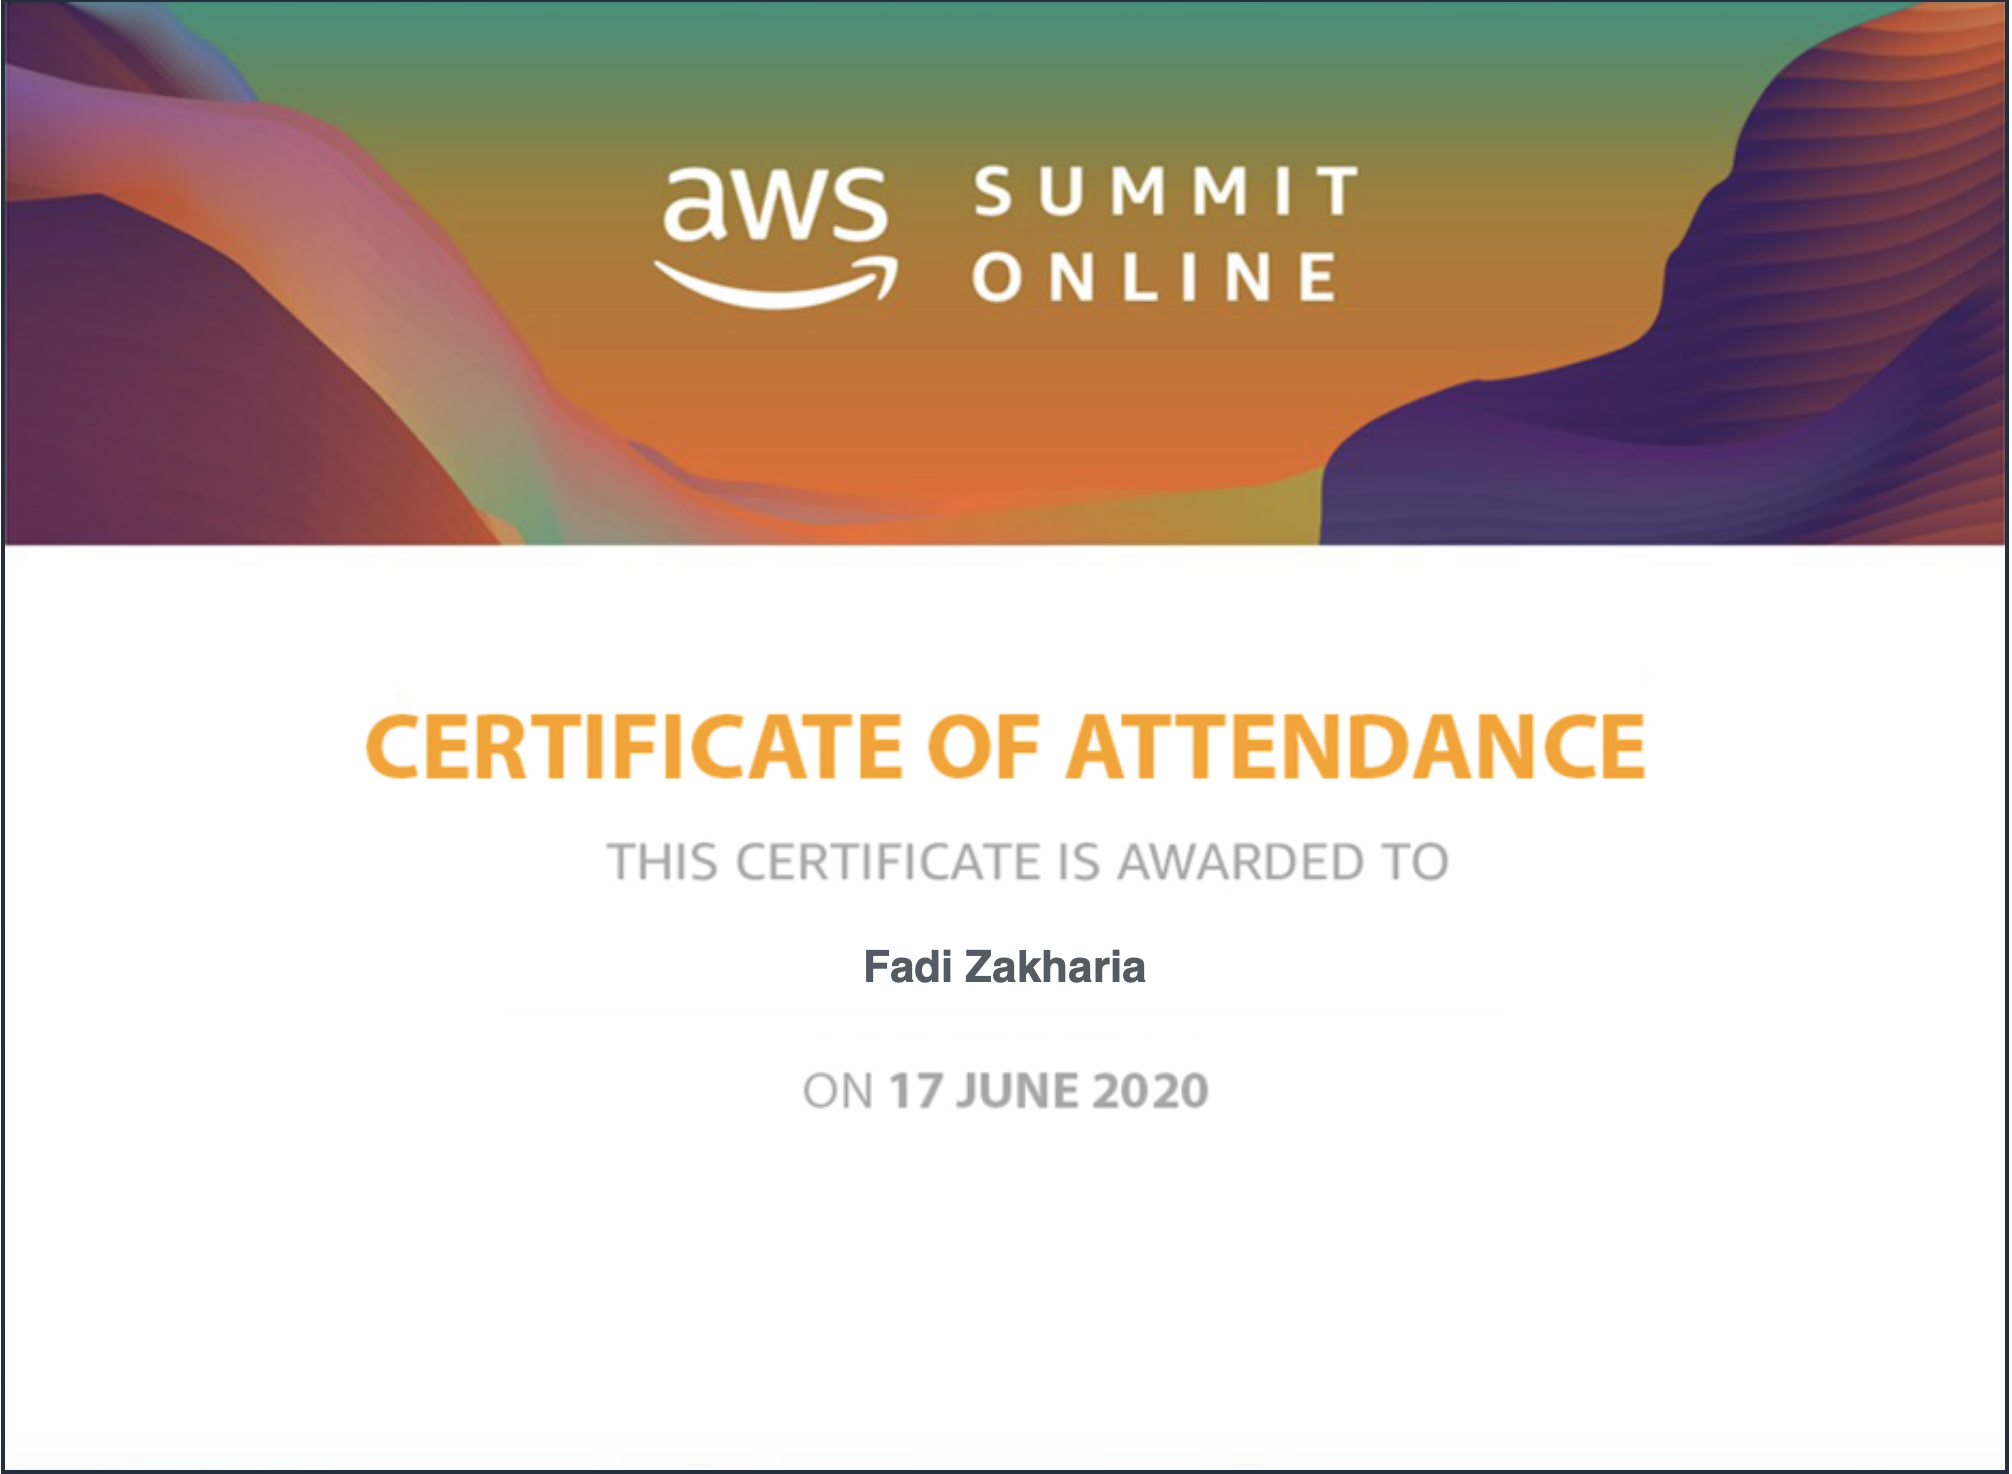 aws
SUMMIT
ONLINE
CERTIFICATE OF ATTENDANCE
THIS CERTIFICATE IS AWARDED TO
Fadi Zakharia
ON 17 JUNE 2020